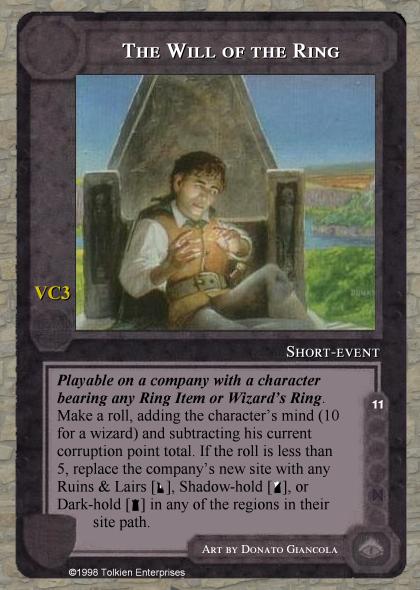 THE WILL OF THE RING
VC3
SHORT-EVENT
Playable on a company with a character
bearing any Ring Item or Wizard's Ring.
Make a roll, adding the character's mind (10
for a wizard) and subtracting his current
corruption point total. If the roll is less than
5, replace the company's new site with any
Ruins & Lairs [], Shadow-hold [], or
Dark-hold [] in any of the regions in their
site path.
11
ART BY DONATO GIANCOLA
©1998 Tolkien Enterprises